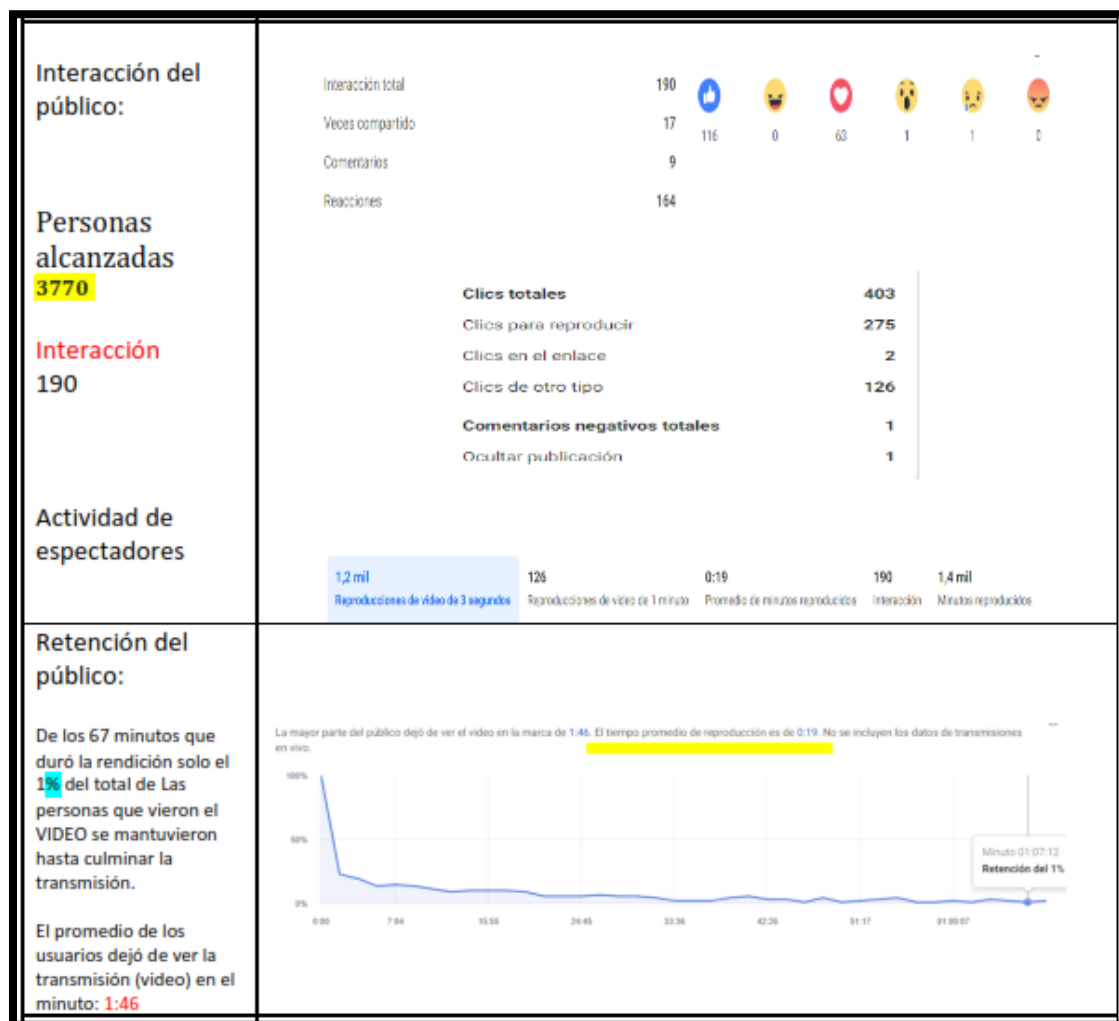 Interacción del
público:
Personas
alcanzadas
3770
Interacción
190
Actividad de
espectadores
Interacción total 190
Veces compartido 17
Comentarios 9
Reacciones 164
116 0 63 1 1 0
Clics totales 403
Clics para reproducir 275
Clics en el enlace 2
Clics de otro tipo 126
Comentarios negativos totales 1
Ocultar publicación 1
1,2 mil 126 0:19 190 1,4 mil
Reproducciones de video de 3 segundos Reproducciones de video de 1 minuto Promedio de minutos reproducidos Interacción Minutos reproducidos
Retención del
público:
De los 67 minutos que
duró la rendición solo el
1% del total de Las
personas que vieron el
VIDEO se mantuvieron
hasta culminar la
transmisión.
El promedio de los
usuarios dejó de ver la
transmisión (video) en el
minuto: 1:46
La mayor parte del público dejó de ver el video en la marca de 1:46. El tiempo promedio de reproducción es de 0:19. No se incluyen los datos de transmisiones
en vivo.
100%
50%
0%
Minuto 01:07:12
Retención del 1%
0:00 7:04 15:55 24:45 33:36 42:26 51:17 01:00:07